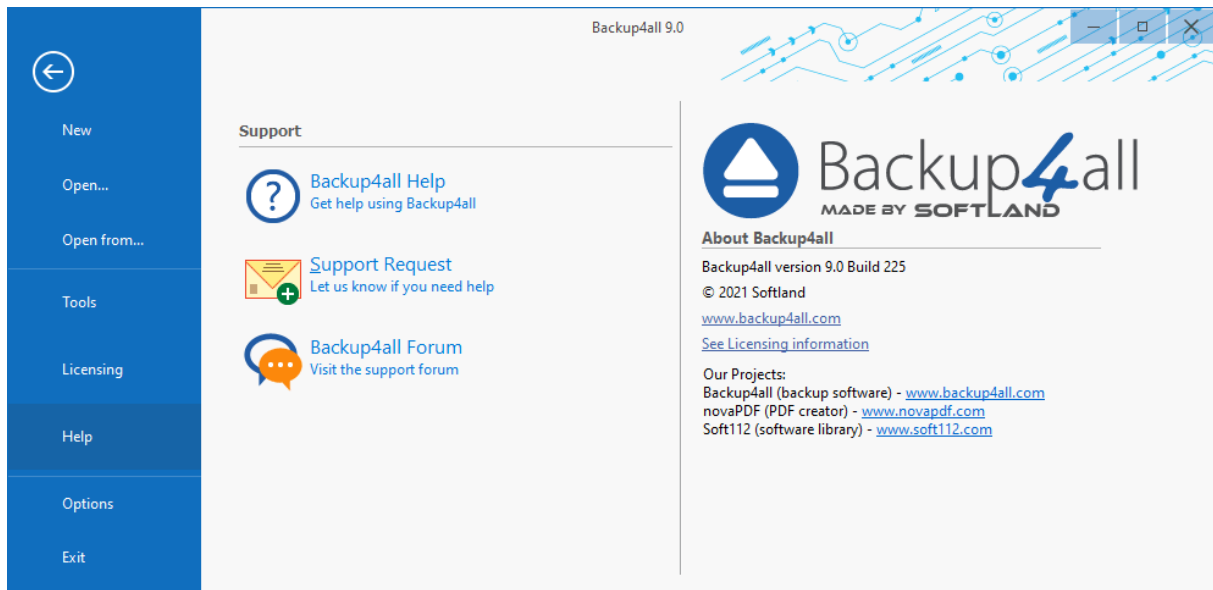 Backup4all 9.0
New
Open...
Open from...
Tools
Licensing
Help
Options
Exit
Support
Backup4all Help
Get help using Backup4all
Support Request
Let us know if you need help
Backup4all Forum
Visit the support forum
Backup4all
MADE BY SOFTLAND
About Backup4all
Backup4all version 9.0 Build 225
© 2021 Softland
www.backup4all.com
See Licensing information
Our Projects:
Backup4all (backup software) - www.backup4all.com
novaPDF (PDF creator) - www.novapdf.com
Soft112 (software library) - www.soft112.com